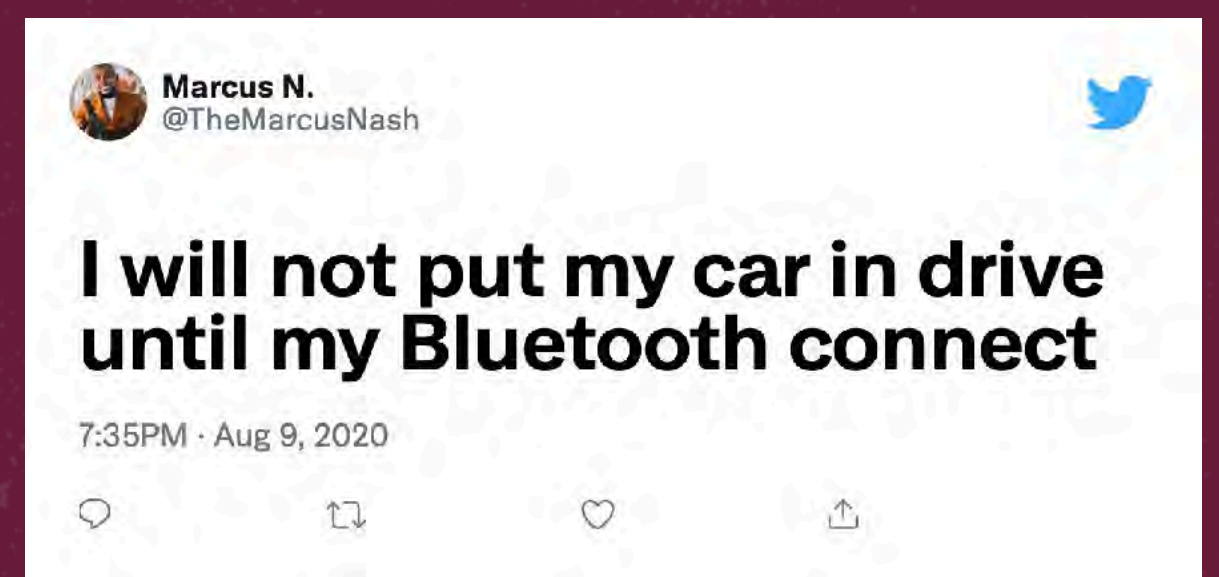 Marcus N.
@TheMarcusNash
I will not put my car in drive
until my Bluetooth connect
7:35PM · Aug 9, 2020